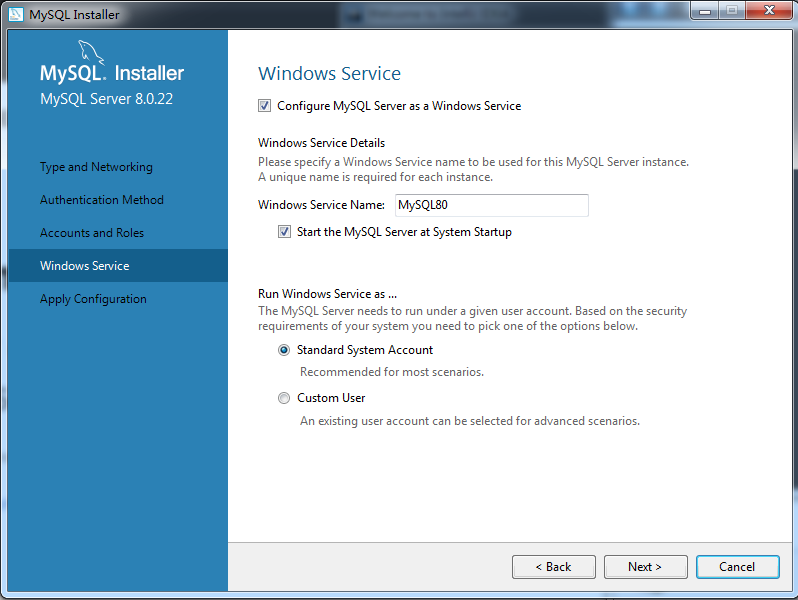 MySQL Installer
MySQL. Installer
MySQL Server 8.0.22
Type and Networking
Authentication Method
Accounts and Roles
Windows Service
Apply Configuration
Windows Service
Configure MySQL Server as a Windows Service
Windows Service Details
Please specify a Windows Service name to be used for this MySQL Server instance.
A unique name is required for each instance.
Windows Service Name: MySQL80
Start the MySQL Server at System Startup
Run Windows Service as ...
The MySQL Server needs to run under a given user account. Based on the security
requirements of your system you need to pick one of the options below.
Standard System Account
Recommended for most scenarios.
Custom User
An existing user account can be selected for advanced scenarios.
< Back Next > Cancel